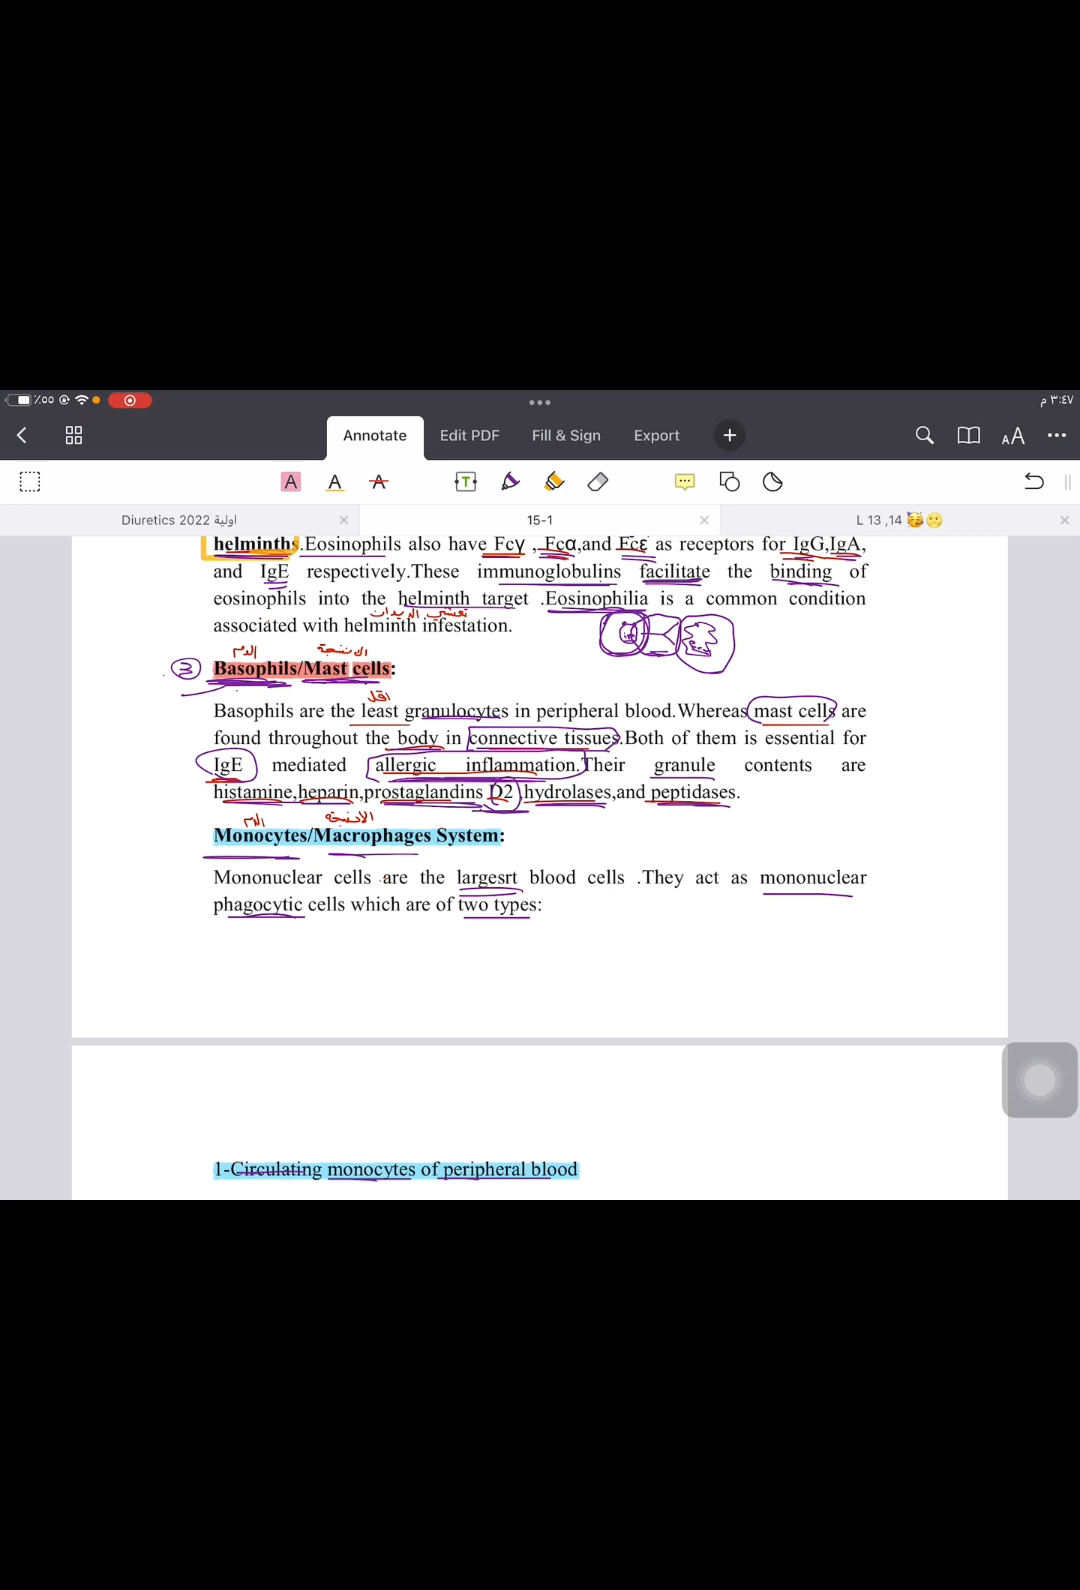 ٪٥٥
٣:٤٧ م
Annotate
Edit PDF
Fill & Sign
Export
اولية Diuretics 2022
15-1
L 13 ,14 🥳🌝
helminths.Eosinophils also have Fcγ , Fcα,and Fcε as receptors for IgG,IgA,
and IgE respectively.These immunoglobulins facilitate the binding of
eosinophils into the helminth target .Eosinophilia is a common condition
تفشي الديدان
associated with helminth infestation.
الدم الانسجة
3 Basophils/Mast cells:
اقل
Basophils are the least granulocytes in peripheral blood.Whereas mast cells are
found throughout the body in connective tissues.Both of them is essential for
IgE mediated allergic inflammation.Their granule contents are
histamine,heparin,prostaglandins D2,hydrolases,and peptidases.
الدم الانسجة
Monocytes/Macrophages System:
Mononuclear cells are the largesrt blood cells .They act as mononuclear
phagocytic cells which are of two types:
1-Circulating monocytes of peripheral blood